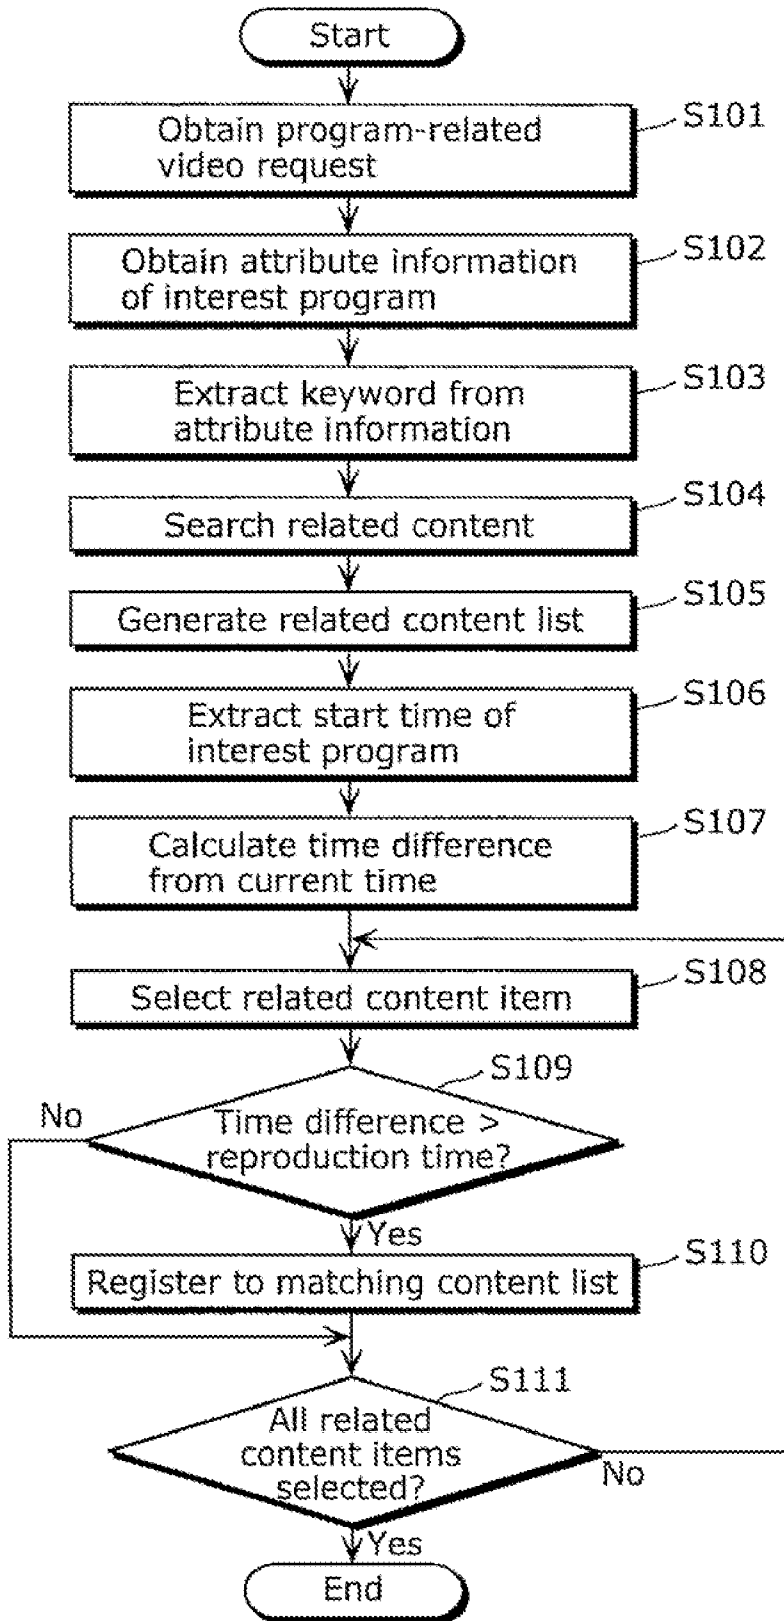 Start
S101
Obtain program-related
video request
S102
Obtain attribute information
of interest program
S103
Extract keyword from
attribute information
S104
Search related content
S105
Generate related content list
S106
Extract start time of
interest program
S107
Calculate time difference
from current time
S108
Select related content item
S109
No
Time difference >
reproduction time?
Yes
S110
Register to matching content list
S111
All related
content items
selected?
No
Yes
End